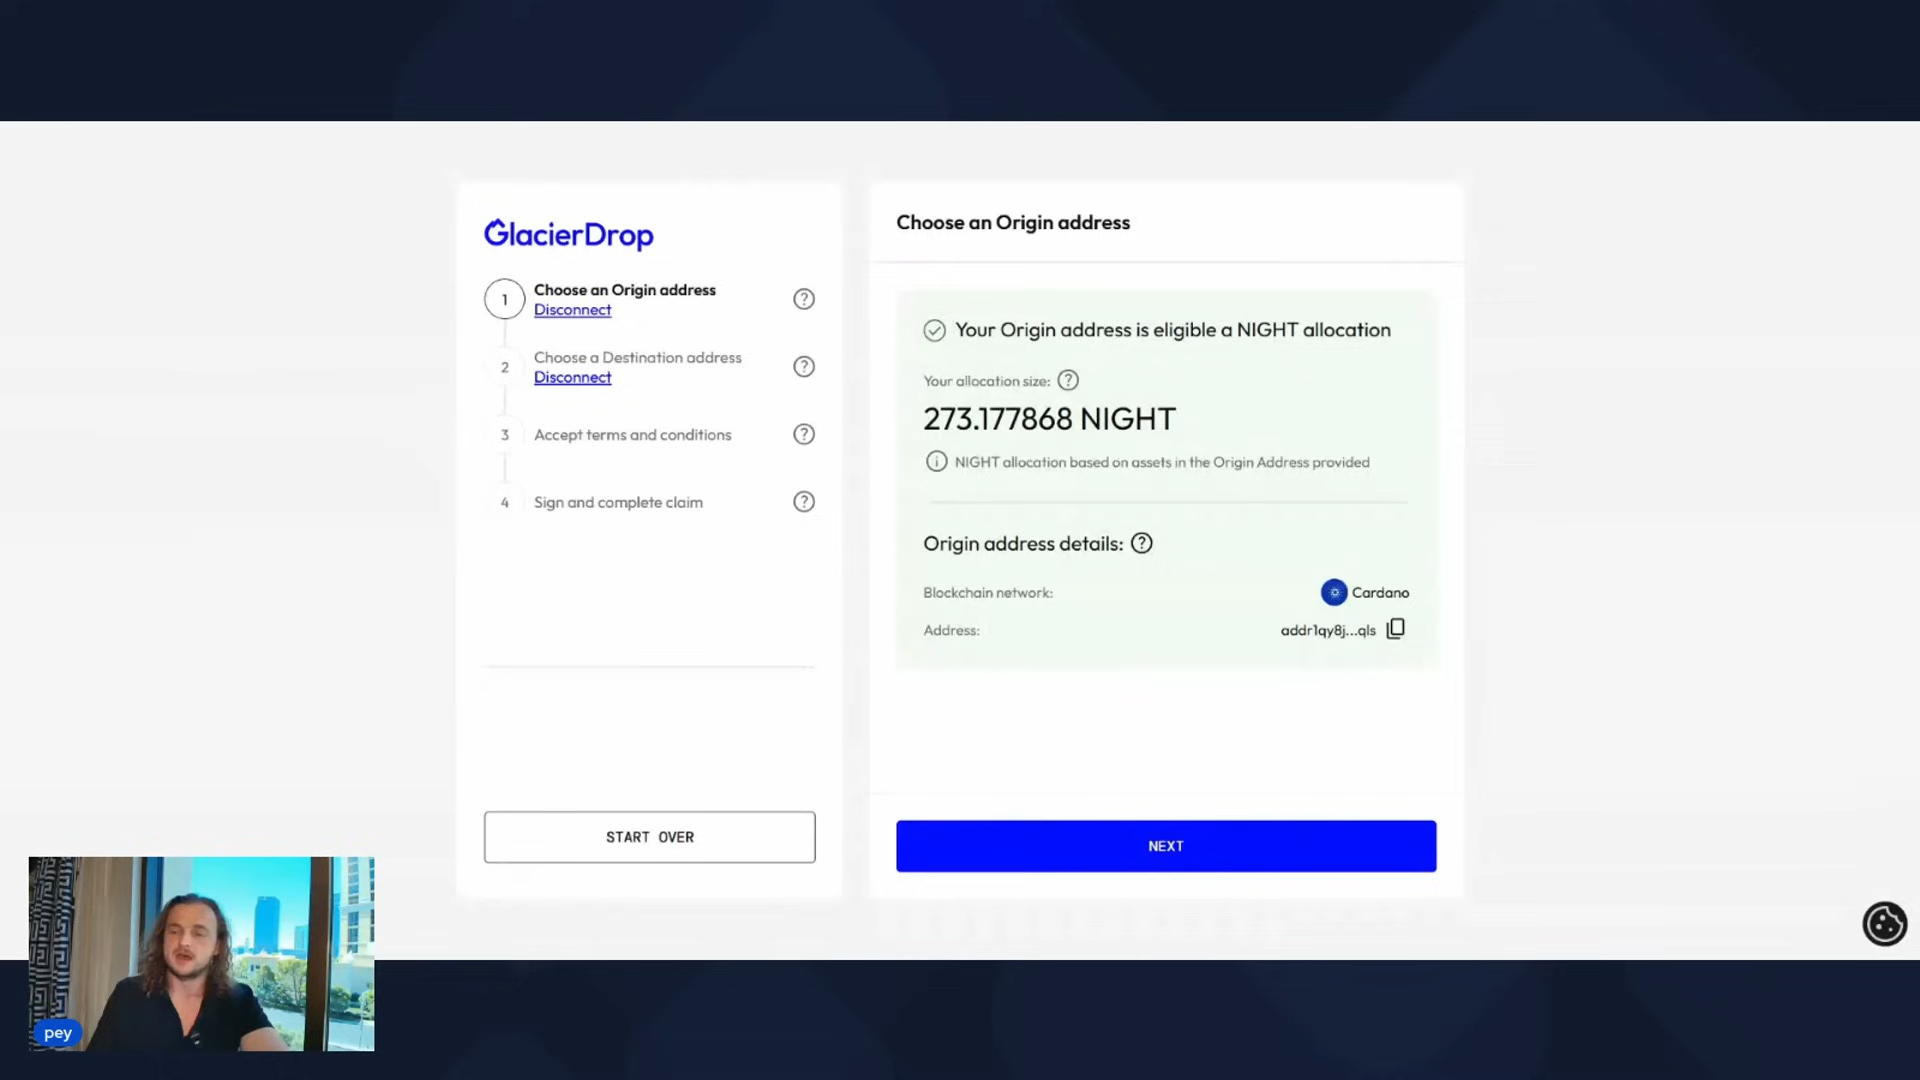 GlacierDrop
1
Choose an Origin address
Disconnect
?
2
Choose a Destination address
Disconnect
?
3
Accept terms and conditions
?
4
Sign and complete claim
?
START OVER
Choose an Origin address
Your Origin address is eligible a NIGHT allocation
Your allocation size: ?
273.177868 NIGHT
NIGHT allocation based on assets in the Origin Address provided
Origin address details: ?
Blockchain network:
Cardano
Address:
addr1qy8j...qls
NEXT
pey